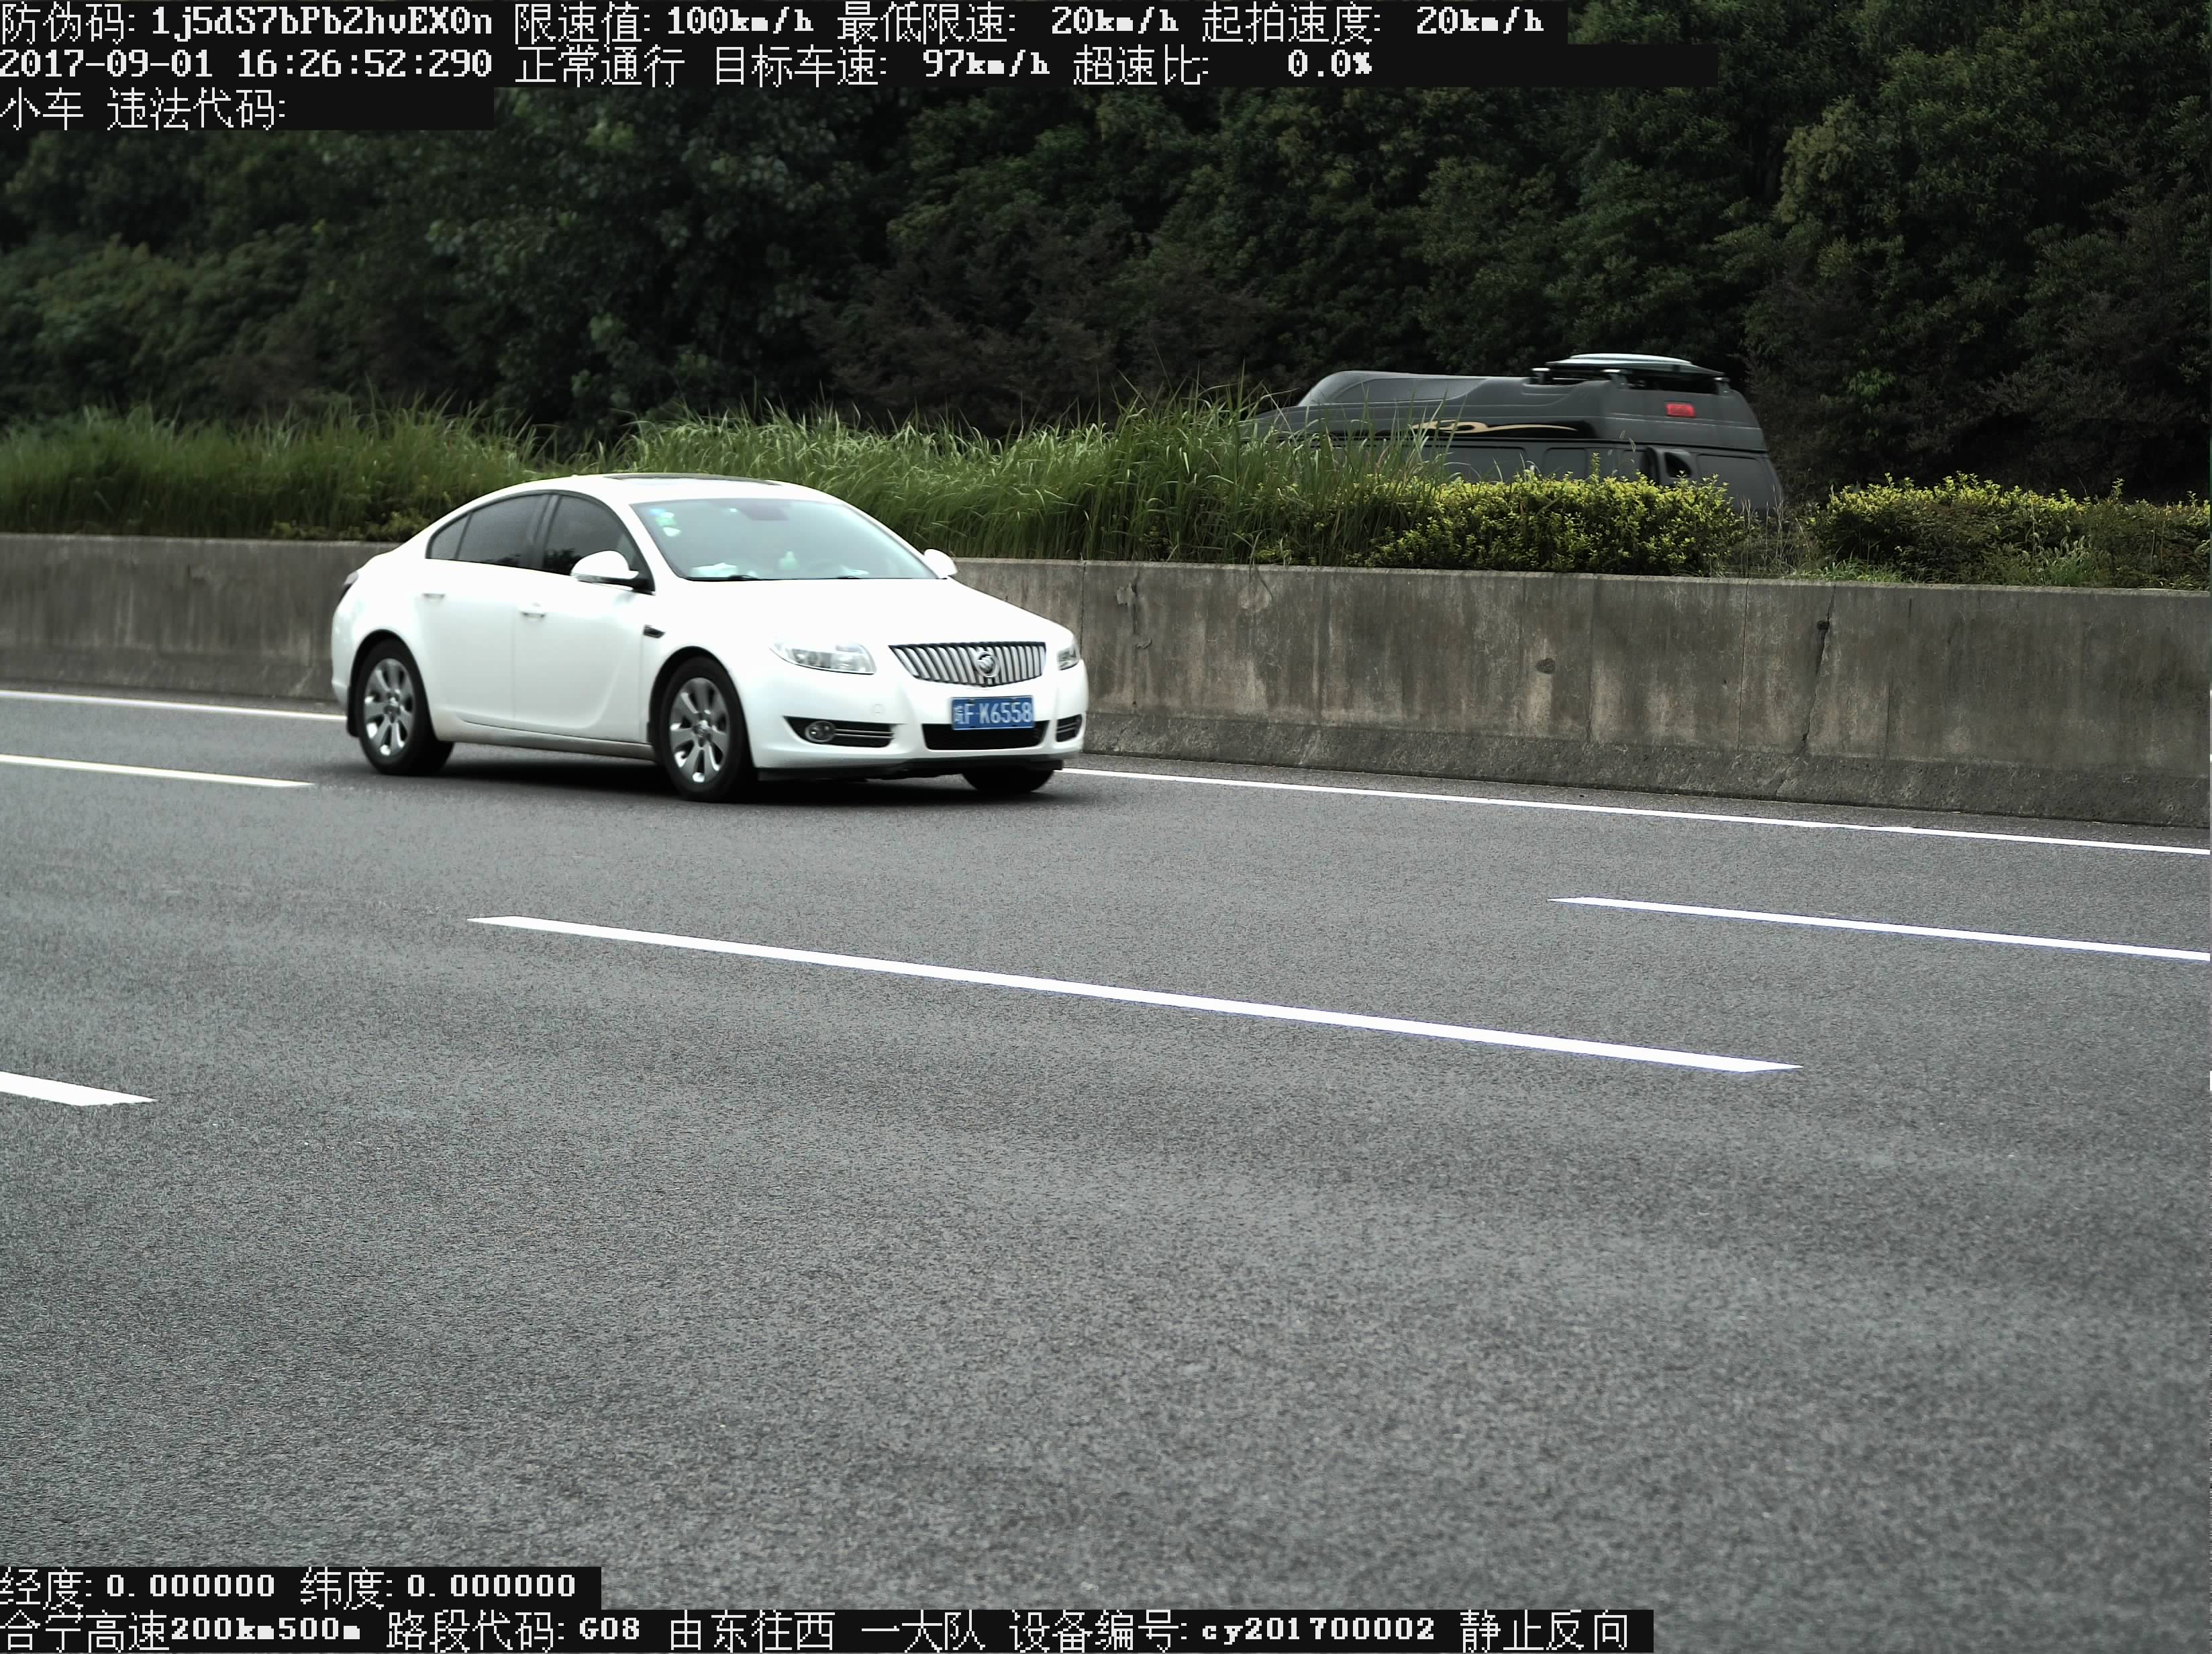 防伪码: 1j5dS7bPb2hvEX0n 限速值: 100km/h 最低限速: 20km/h 起拍速度: 20km/h
2017-09-01 16:26:52:290 正常通行 目标车速: 97km/h 超速比: 0.0%
小车 违法代码:
皖F K6558
经度: 0.000000 纬度: 0.000000
合宁高速200km500m 路段代码: G08 由东往西 一大队 设备编号: cy201700002 静止反向